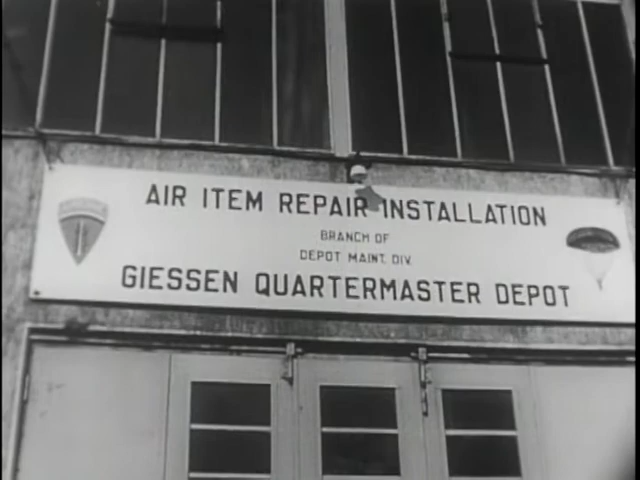 AIR ITEM REPAIR INSTALLATION
BRANCH OF
DEPOT MAINT. DIV.
GIESSEN QUARTERMASTER DEPOT